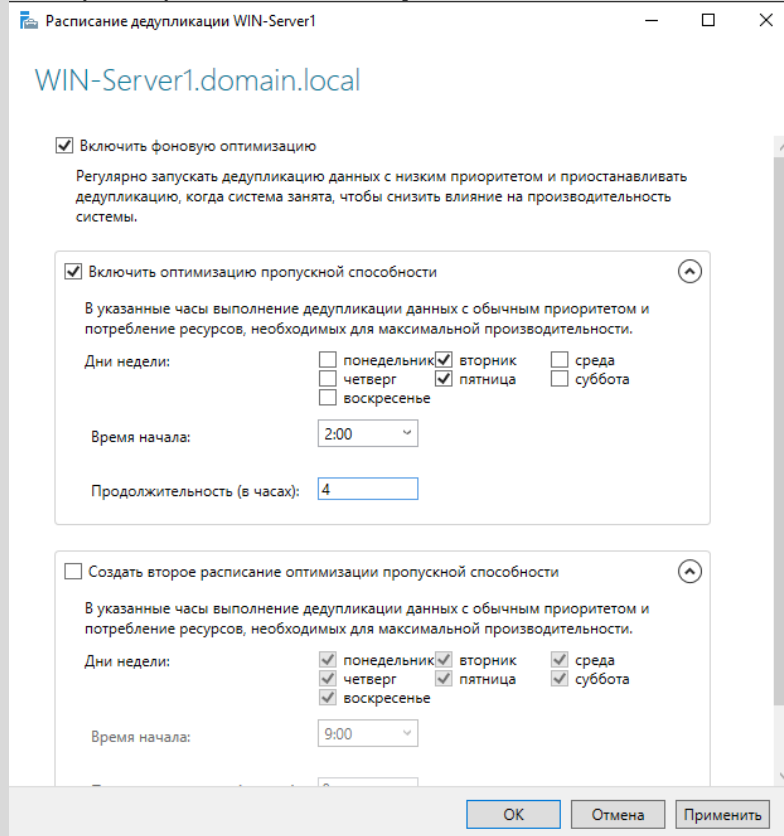 Расписание дедупликации WIN-Server1
WIN-Server1.domain.local
Включить фоновую оптимизацию
Регулярно запускать дедупликацию данных с низким приоритетом и приостанавливать
дедупликацию, когда система занята, чтобы снизить влияние на производительность
системы.
Включить оптимизацию пропускной способности
В указанные часы выполнение дедупликации данных с обычным приоритетом и
потребление ресурсов, необходимых для максимальной производительности.
Дни недели: понедельник вторник среда
четверг пятница суббота
воскресенье
Время начала: 2:00
Продолжительность (в часах): 4
Создать второе расписание оптимизации пропускной способности
В указанные часы выполнение дедупликации данных с обычным приоритетом и
потребление ресурсов, необходимых для максимальной производительности.
Дни недели: понедельник вторник среда
четверг пятница суббота
воскресенье
Время начала: 9:00
ОК Отмена Применить